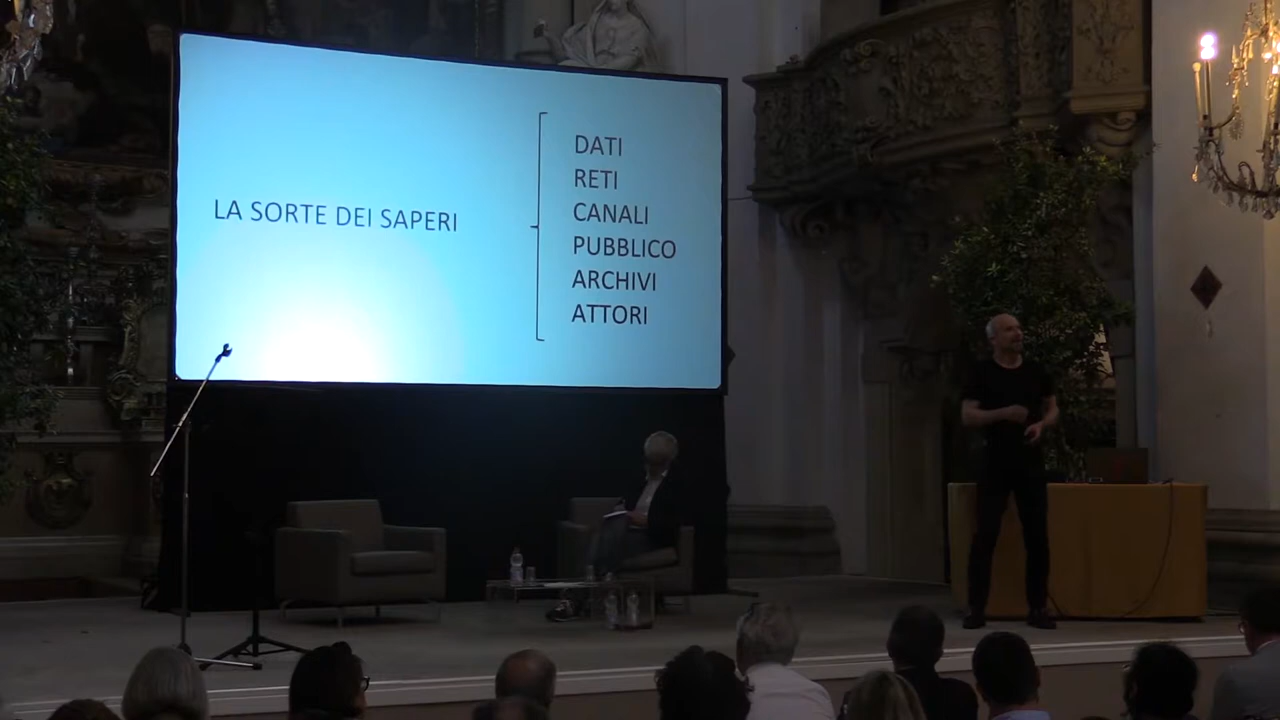 LA SORTE DEI SAPERI
DATI
RETI
CANALI
PUBBLICO
ARCHIVI
ATTORI